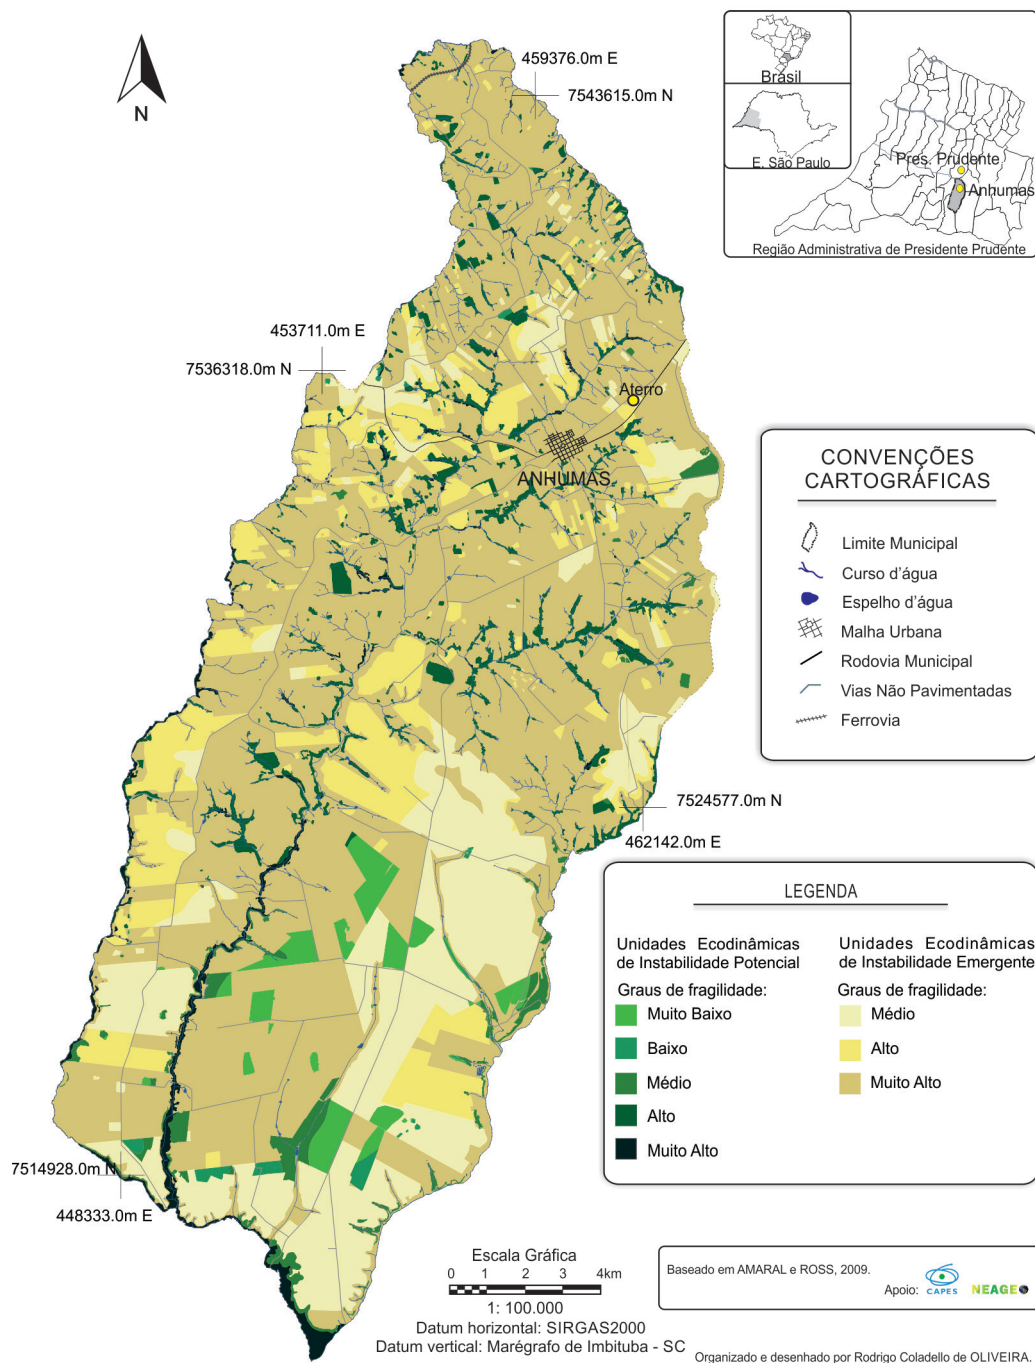 N
459376.0m E
7543615.0m N
Brasil
E. São Paulo
Pres. Prudente
Anhumas
Região Administrativa de Presidente Prudente
453711.0m E
7536318.0m N
Aterro
ANHUMAS
CONVENÇÕES
CARTOGRÁFICAS
Limite Municipal
Curso d'água
Espelho d'água
Malha Urbana
Rodovia Municipal
Vias Não Pavimentadas
Ferrovia
7524577.0m N
462142.0m E
LEGENDA
Unidades Ecodinâmicas
de Instabilidade Potencial
Graus de fragilidade:
Muito Baixo
Baixo
Médio
Alto
Muito Alto
Unidades Ecodinâmicas
de Instabilidade Emergente
Graus de fragilidade:
Médio
Alto
Muito Alto
7514928.0m N
448333.0m E
Escala Gráfica
0 1 2 3 4km
1: 100.000
Datum horizontal: SIRGAS2000
Datum vertical: Marégrafo de Imbituba - SC
Baseado em AMARAL e ROSS, 2009.
Apoio: CAPES NEAGEO
Organizado e desenhado por Rodrigo Coladello de OLIVEIRA.